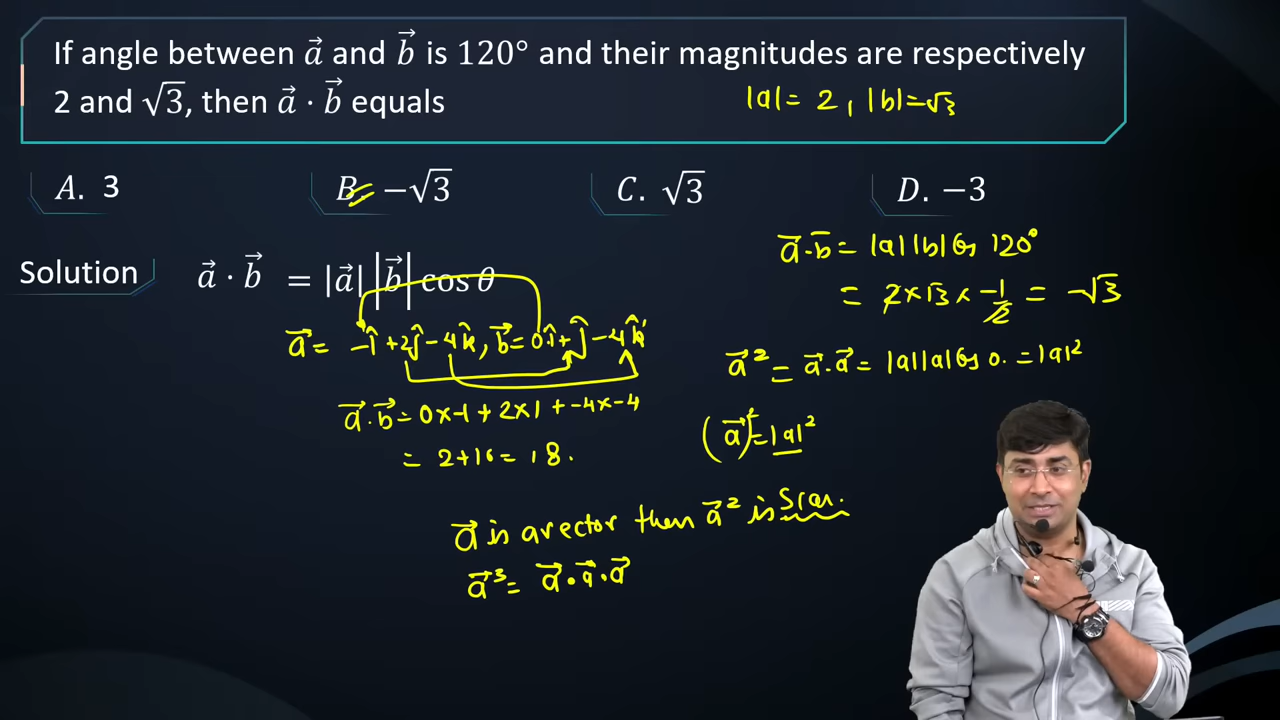 If angle between a⃗ and b⃗ is 120° and their magnitudes are respectively
2 and √3, then a⃗ · b⃗ equals
|a| = 2, |b| = √3
A. 3 B. −√3 C. √3 D. −3
Solution a⃗ · b⃗ = |a⃗| |b⃗| cos θ
a⃗ = −î + 2ĵ − 4k̂, b⃗ = 0î + ĵ − 4k̂
a⃗ . b⃗ = 0 × −1 + 2 × 1 + −4 × −4
= 2 + 16 = 18.
a⃗ . b̅ = |a| |b| Cos 120°
= 2 × √3 × −1/2 = −√3
a⃗² = a⃗ . a⃗ = |a| |a| Cos 0. = |a|²
(a⃗)² = |a|²
a⃗ is a vector then a⃗² is
a⃗³ = a⃗ . a⃗ . a⃗